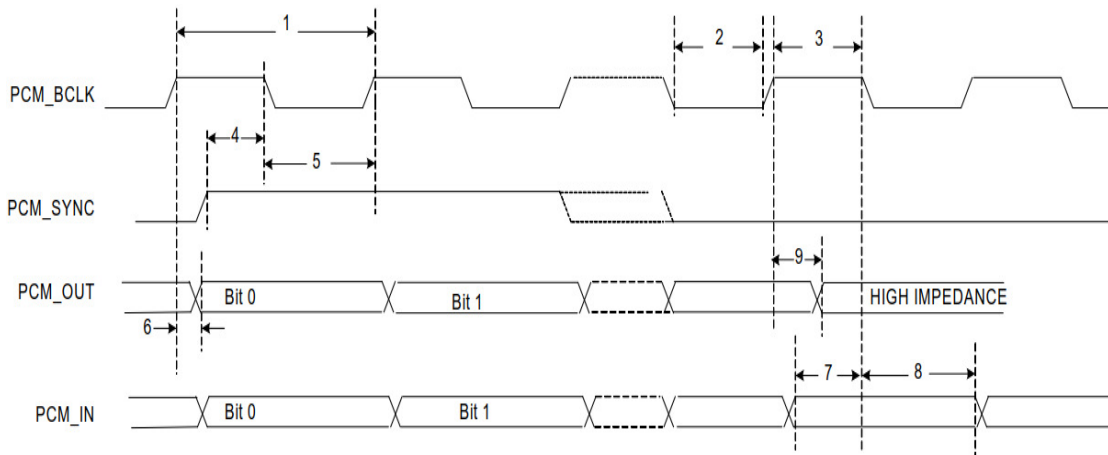 1
2
3
PCM_BCLK
4
5
PCM_SYNC
9
PCM_OUT
Bit 0
Bit 1
HIGH IMPEDANCE
6
7
8
PCM_IN
Bit 0
Bit 1